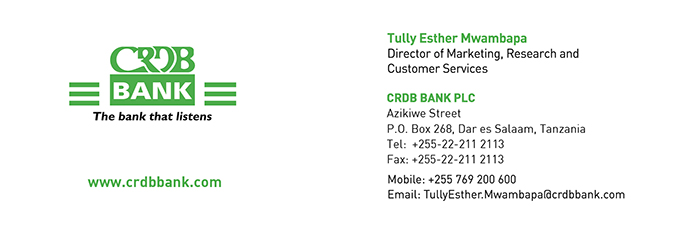 CRDB
BANK
The bank that listens
www.crdbbank.com
Tully Esther Mwambapa
Director of Marketing, Research and
Customer Services
CRDB BANK PLC
Azikiwe Street
P.O. Box 268, Dar es Salaam, Tanzania
Tel: +255-22-211 2113
Fax: +255-22-211 2113
Mobile: +255 769 200 600
Email: TullyEsther.Mwambapa@crdbbank.com